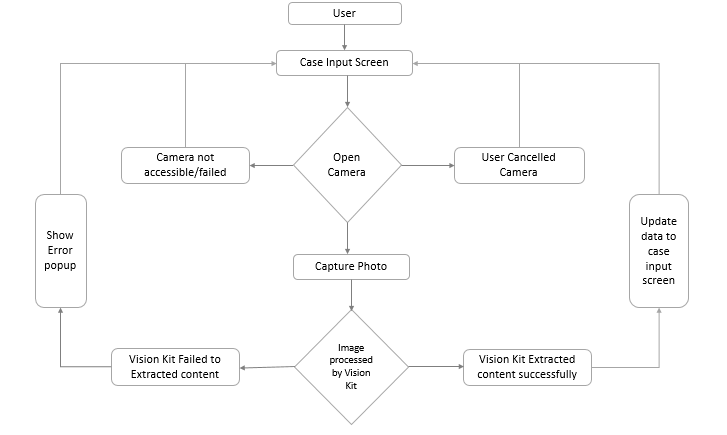 User
Case Input Screen
Camera not
accessible/failed
Open
Camera
User Cancelled
Camera
Show
Error
popup
Update
data to
case
input
screen
Capture Photo
Vision Kit Failed to
Extracted content
Image
processed
by Vision
Kit
Vision Kit Extracted
content successfully